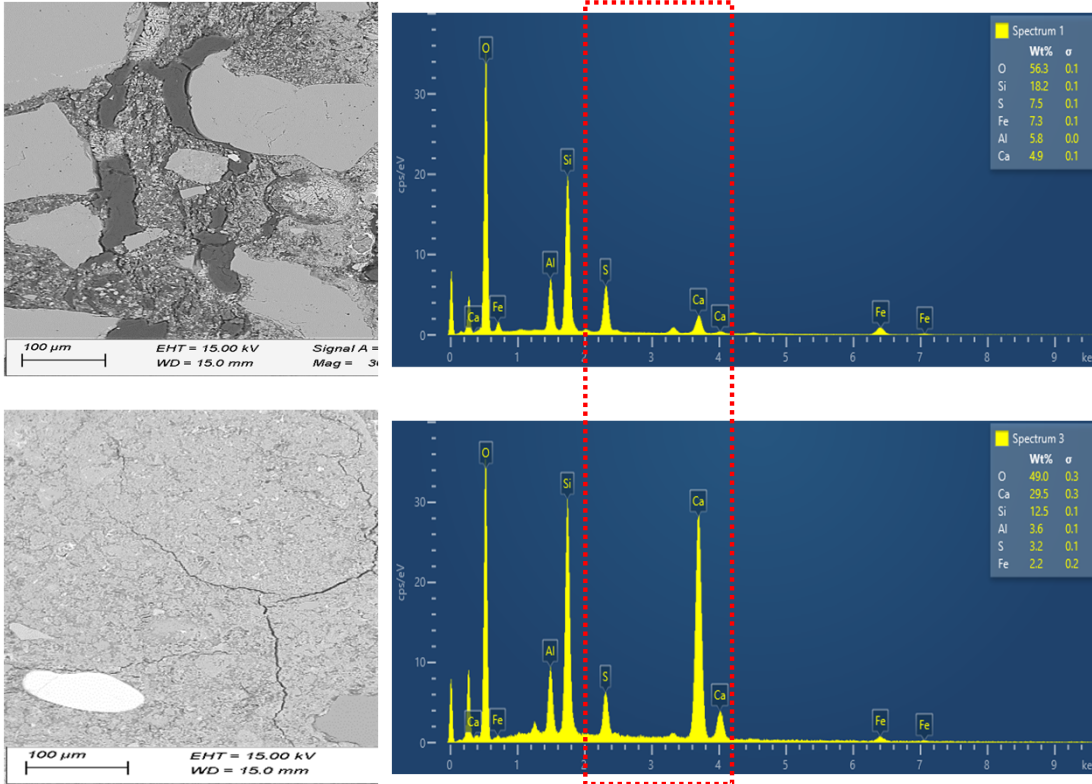 100 µm
EHT = 15.00 kV
Signal A =
WD = 15.0 mm
Mag =
cps/eV
30
20
10
0
O
Ca
Fe
Al
Si
S
Ca
Ca
Fe
Fe
0 1 2 3 4 5 6 7 8 9 ke
Spectrum 1
Wt% σ
O 56.3 0.1
Si 18.2 0.1
S 7.5 0.1
Fe 7.3 0.1
Al 5.8 0.0
Ca 4.9 0.1
100 µm
EHT = 15.00 kV
WD = 15.0 mm
cps/eV
30
20
10
0
O
Ca
Fe
Al
Si
S
Ca
Ca
Fe
Fe
0 1 2 3 4 5 6 7 8 9 ke
Spectrum 3
Wt% σ
O 49.0 0.3
Ca 29.5 0.3
Si 12.5 0.1
Al 3.6 0.1
S 3.2 0.1
Fe 2.2 0.2